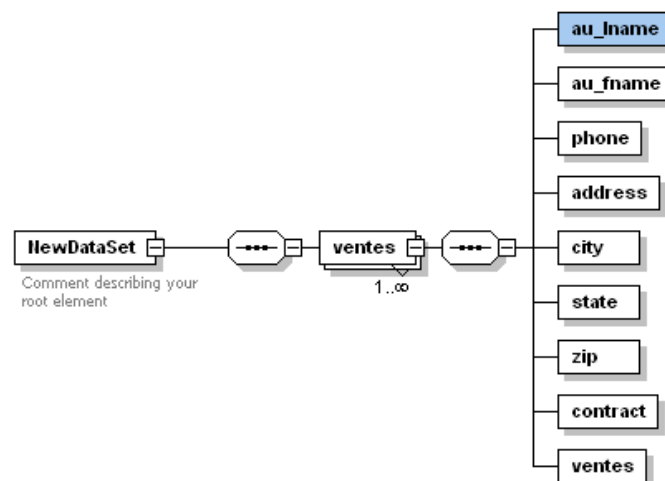 au_lname
au_fname
phone
address
NewDataSet
ventes
city
Comment describing your
root element
1..∞
state
zip
contract
ventes